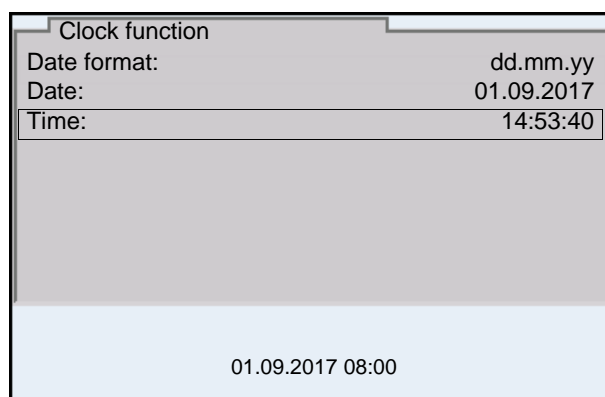 Clock function
Date format: dd.mm.yy
Date: 01.09.2017
Time: 14:53:40
01.09.2017 08:00